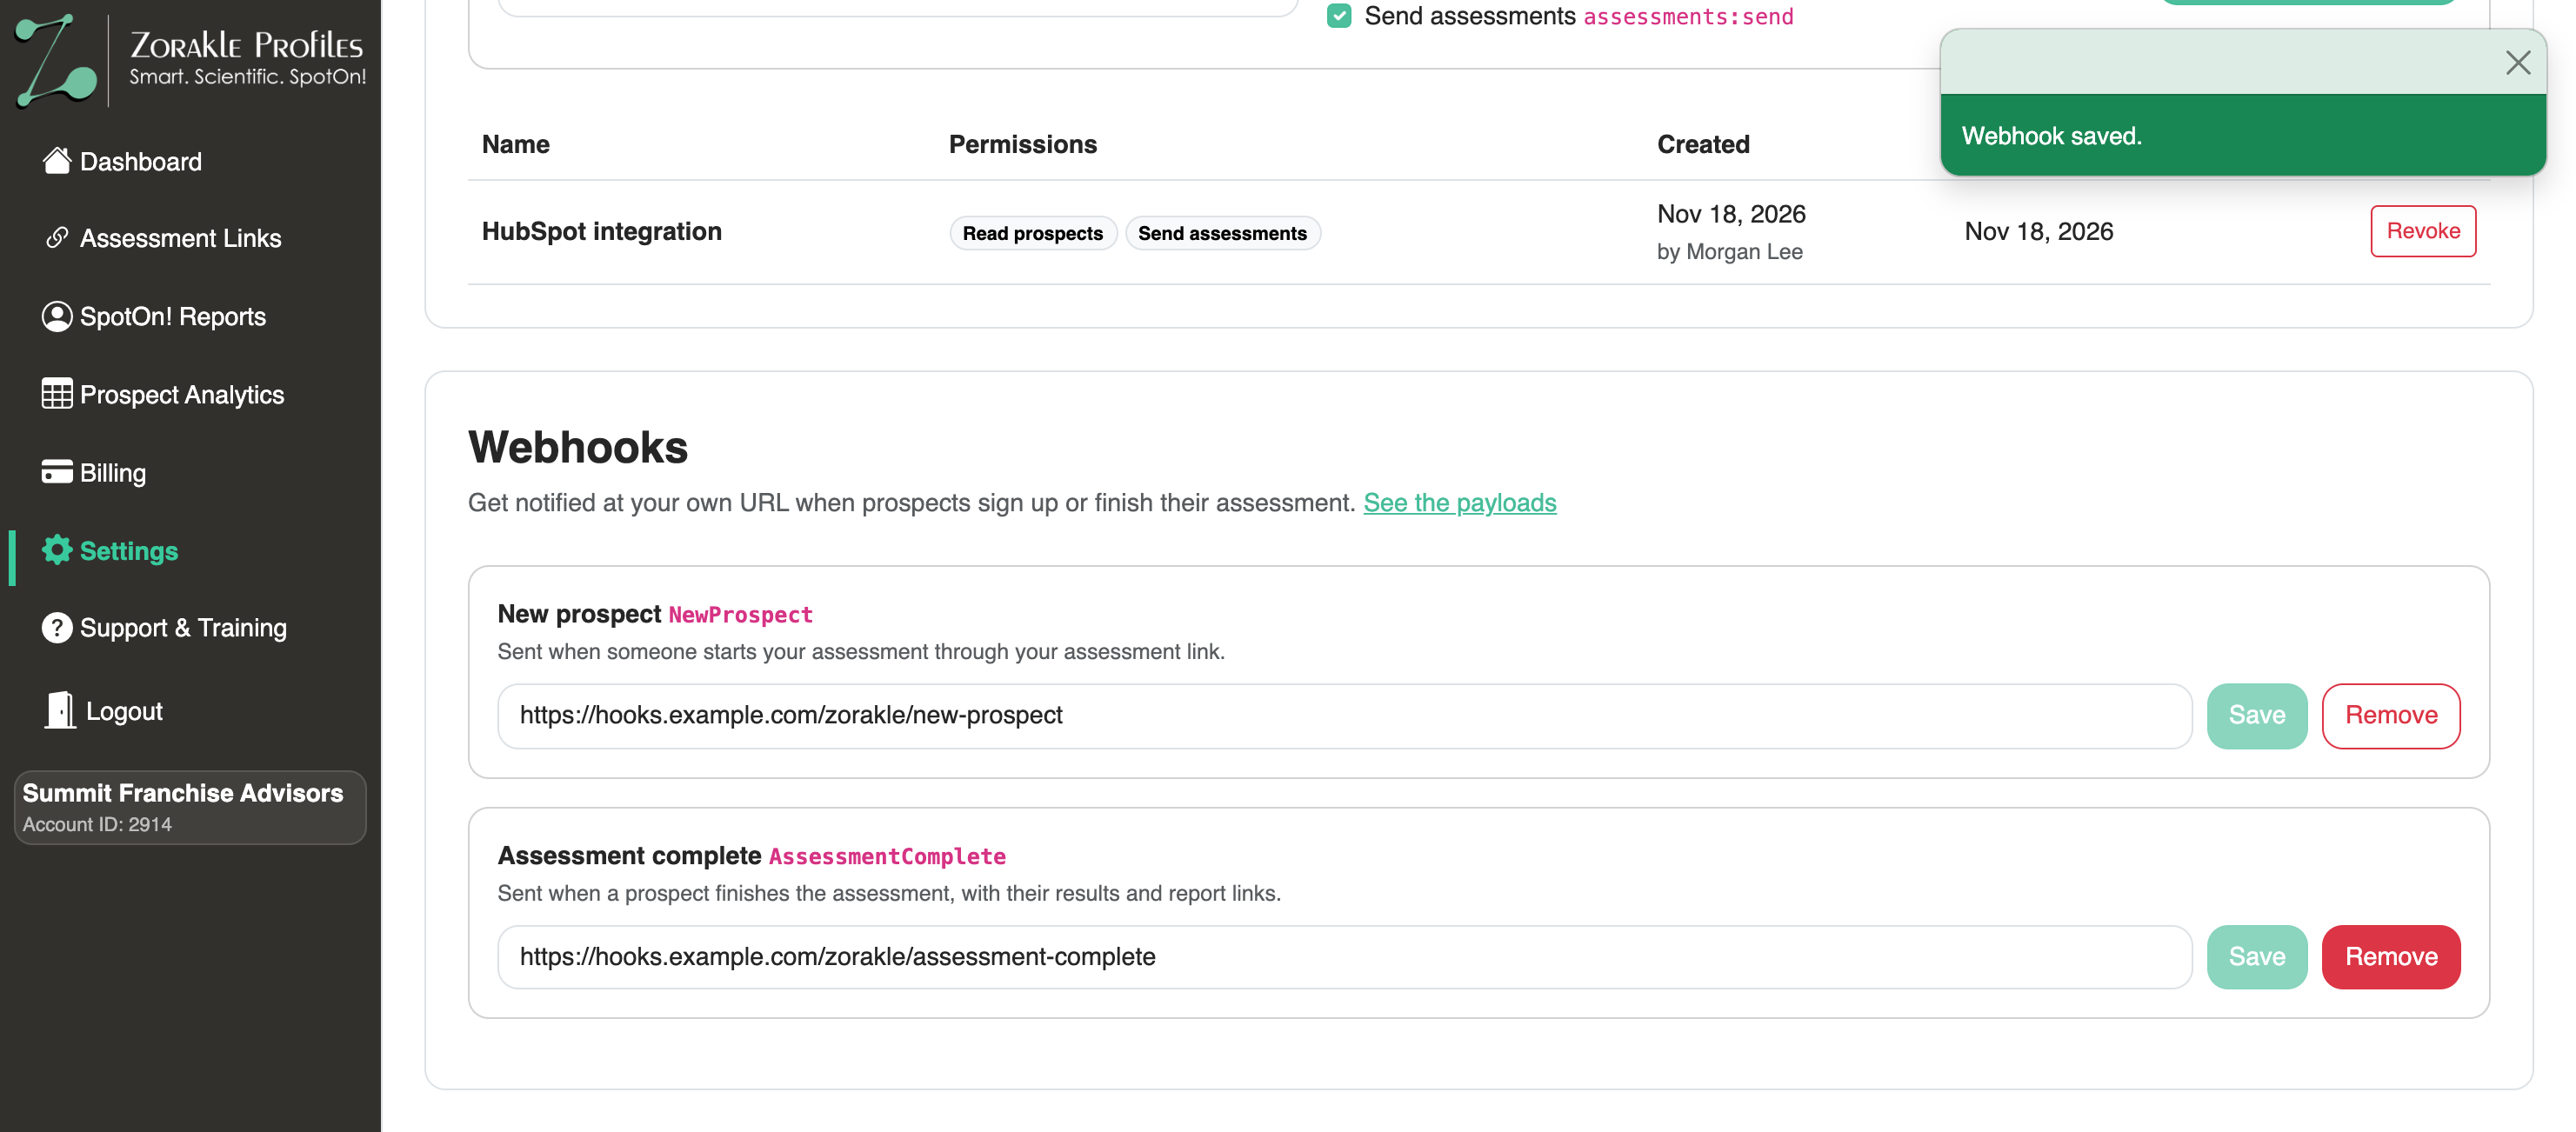 Zorakle Profiles
Smart. Scientific. SpotOn!
Dashboard
Assessment Links
SpotOn! Reports
Prospect Analytics
Billing
Settings
Support & Training
Logout
Summit Franchise Advisors
Account ID: 2914
Send assessments assessments:send
Webhook saved.
Name Permissions Created
HubSpot integration Read prospects Send assessments Nov 18, 2026 by Morgan Lee Nov 18, 2026 Revoke
Webhooks
Get notified at your own URL when prospects sign up or finish their assessment. See the payloads
New prospect NewProspect
Sent when someone starts your assessment through your assessment link.
https://hooks.example.com/zorakle/new-prospect Save Remove
Assessment complete AssessmentComplete
Sent when a prospect finishes the assessment, with their results and report links.
https://hooks.example.com/zorakle/assessment-complete Save Remove